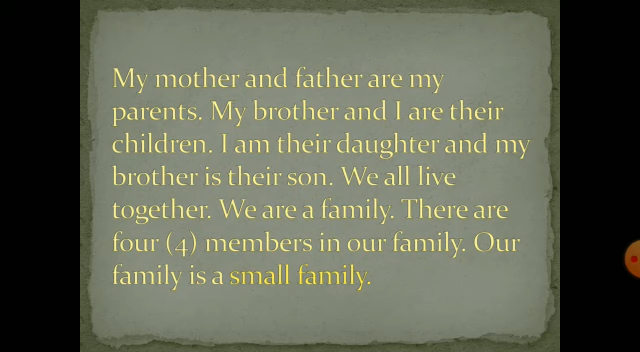 My mother and father are my
parents. My brother and I are their
children. I am their daughter and my
brother is their son. We all live
together. We are a family. There are
four (4) members in our family. Our
family is a small family.